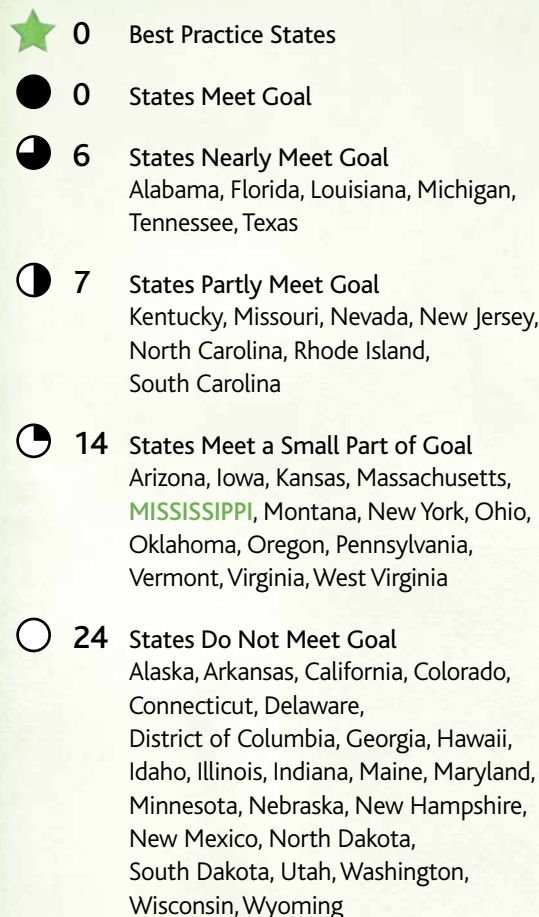 0 Best Practice States
0 States Meet Goal
6 States Nearly Meet Goal
Alabama, Florida, Louisiana, Michigan,
Tennessee, Texas
7 States Partly Meet Goal
Kentucky, Missouri, Nevada, New Jersey,
North Carolina, Rhode Island,
South Carolina
14 States Meet a Small Part of Goal
Arizona, Iowa, Kansas, Massachusetts,
MISSISSIPPI, Montana, New York, Ohio,
Oklahoma, Oregon, Pennsylvania,
Vermont, Virginia, West Virginia
24 States Do Not Meet Goal
Alaska, Arkansas, California, Colorado,
Connecticut, Delaware,
District of Columbia, Georgia, Hawaii,
Idaho, Illinois, Indiana, Maine, Maryland,
Minnesota, Nebraska, New Hampshire,
New Mexico, North Dakota,
South Dakota, Utah, Washington,
Wisconsin, Wyoming